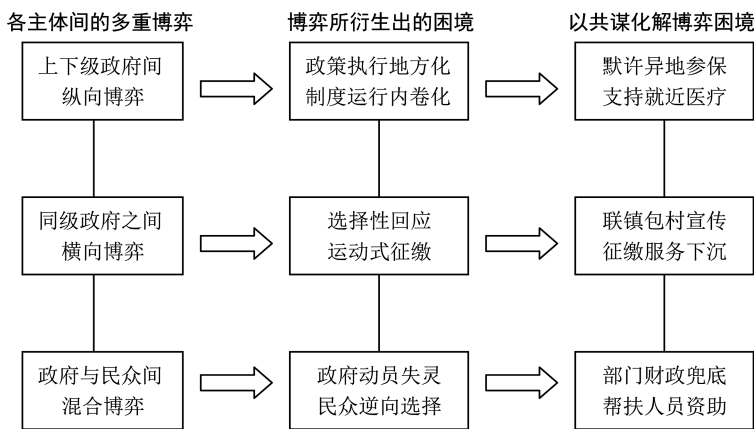 各主体间的多重博弈
博弈所衍生出的困境
以共谋化解博弈困境
上下级政府间
纵向博弈
政策执行地方化
制度运行内卷化
默许异地参保
支持就近医疗
同级政府之间
横向博弈
选择性回应
运动式征缴
联镇包村宣传
征缴服务下沉
政府与民众间
混合博弈
政府动员失灵
民众逆向选择
部门财政兜底
帮扶人员资助